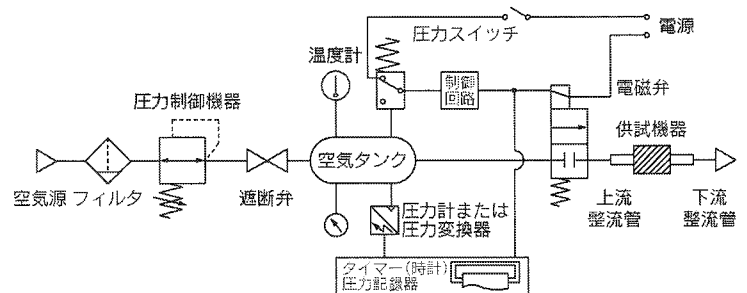 圧力スイッチ
電源
温度計
制御
回路
電磁弁
圧力制御機器
供試機器
空気タンク
空気源
フィルタ
遮断弁
圧力計または
圧力変換器
上流
整流管
下流
整流管
タイマー(時計)
圧力記録器